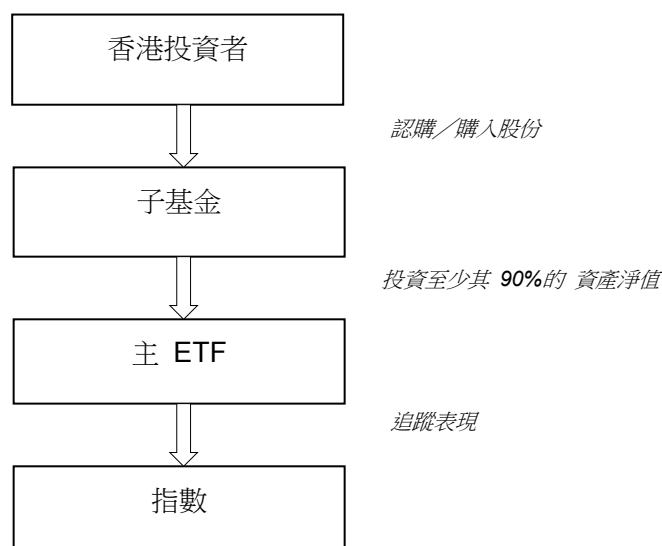 香港投資者
認購／購入股份
子基金
投資至少其 90%的 資產淨值
主 ETF
追蹤表現
指數